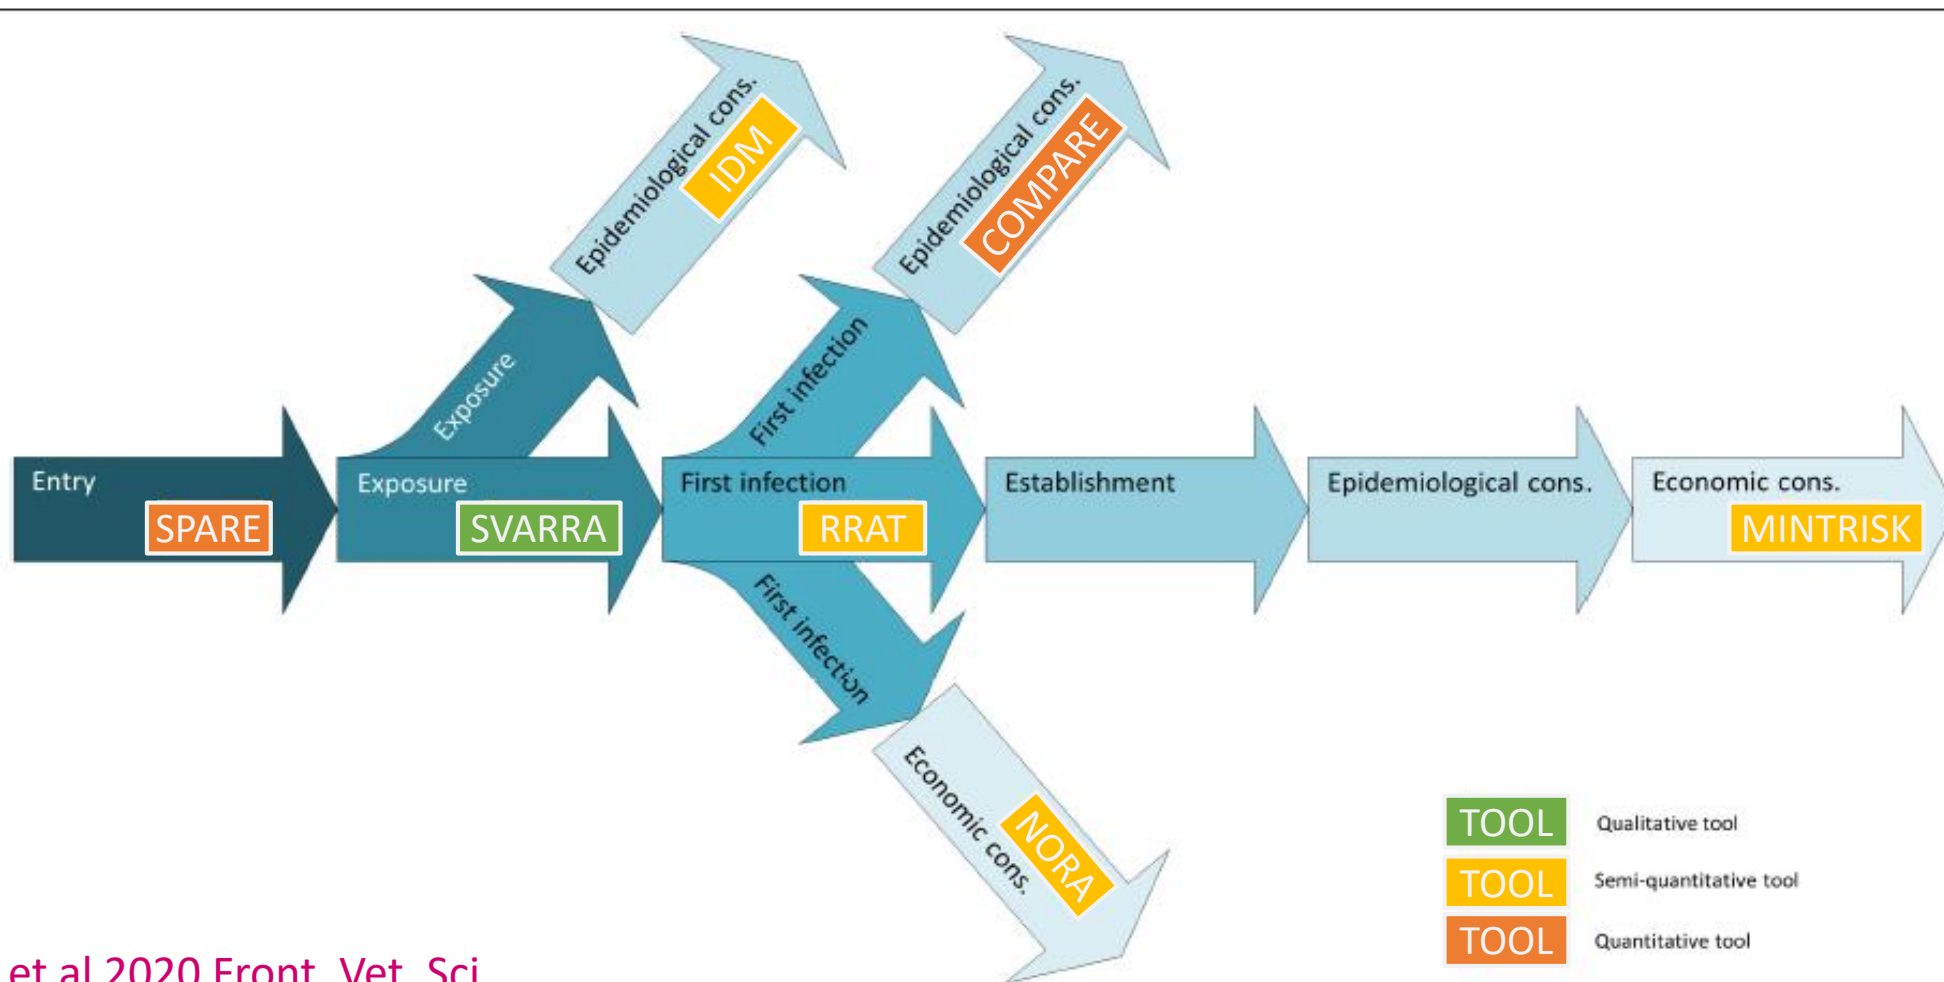 Epidemiological cons.
IDM
Epidemiological cons.
COMPARE
Exposure
First infection
Entry
SPARE
Exposure
SVARRA
First infection
RRAT
Establishment
Epidemiological cons.
Economic cons.
MINTRISK
First infection
Economic cons.
NORA
TOOL Qualitative tool
TOOL Semi-quantitative tool
TOOL Quantitative tool
et al 2020 Front. Vet. Sci